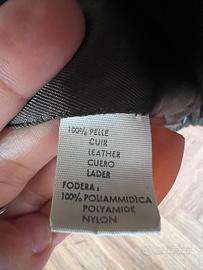 100% PELLE
CUIR
LEATHER
CUERO
LADER
FODERA:
100% POLIAMMIDICA
POLYAMIDE
NYLON